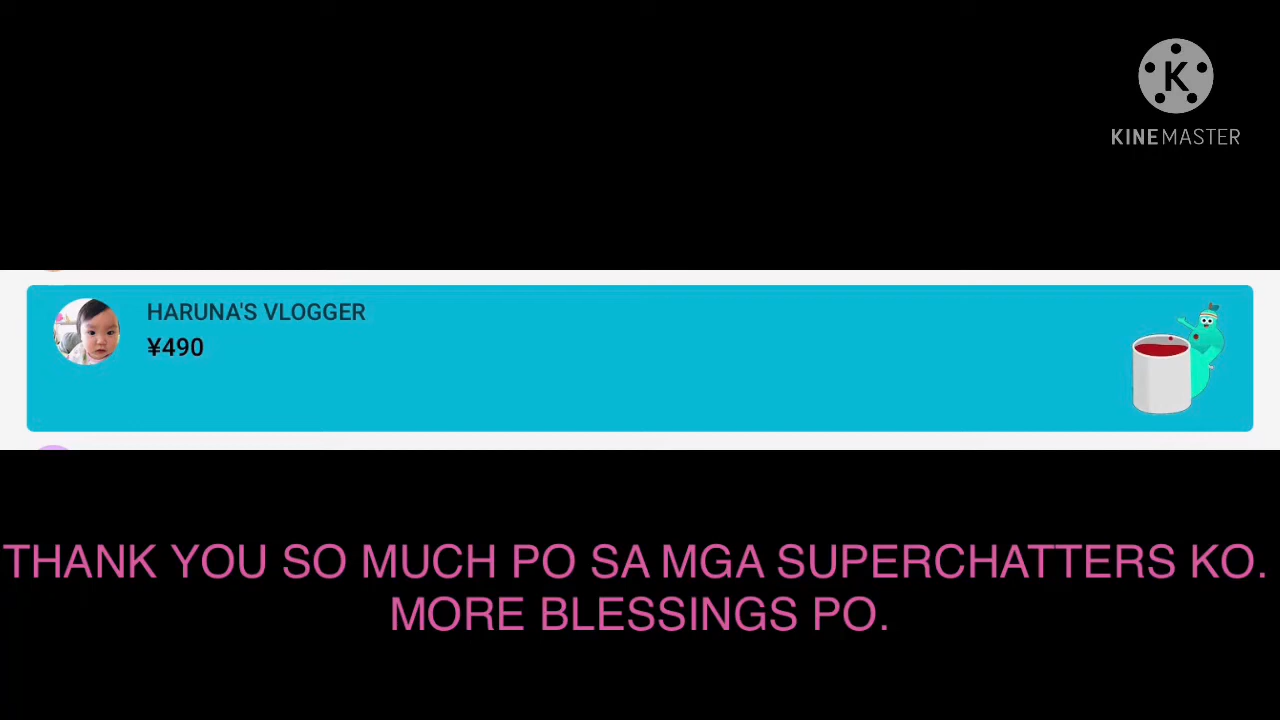 K
KINEMASTER
HARUNA'S VLOGGER
¥490
THANK YOU SO MUCH PO SA MGA SUPERCHATTERS KO.
MORE BLESSINGS PO.